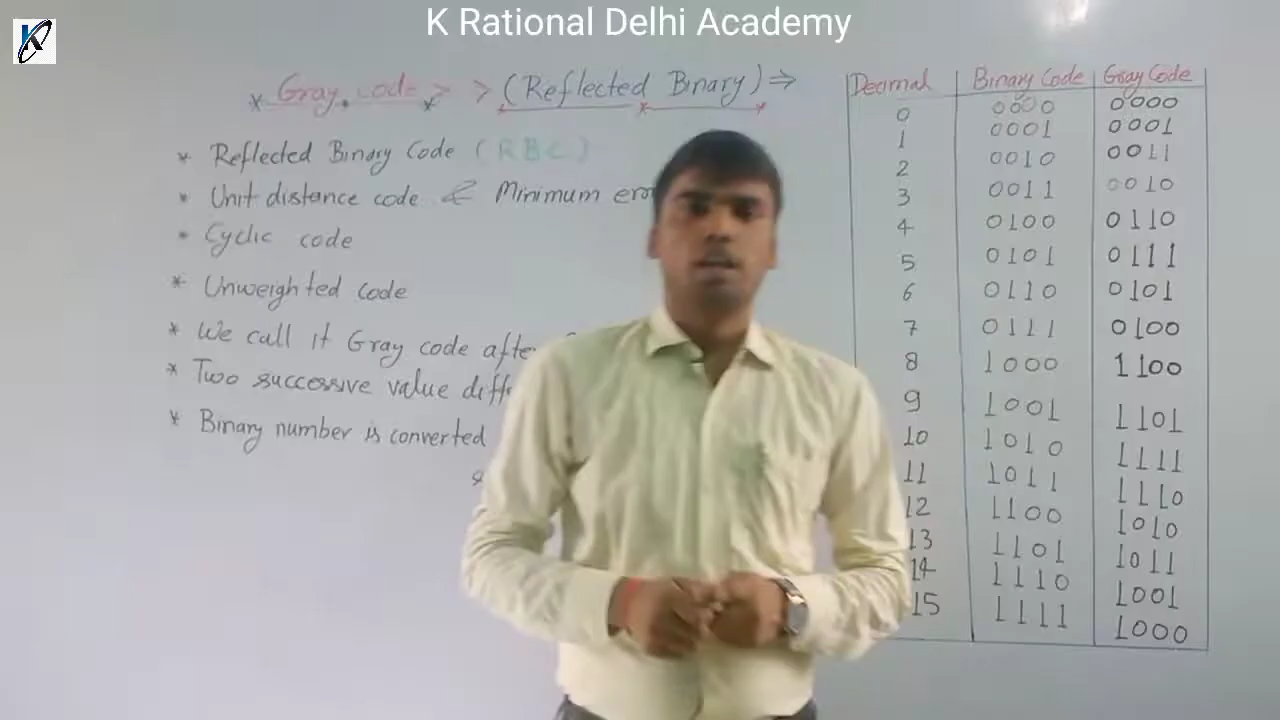 K Rational Delhi Academy
K
* Gray code > > (Reflected Binary) ⇒
* Reflected Binary Code (RBC)
* Unit distance code & Minimum
* Cyclic code
* Unweighted code
* We call it Gray code after
* Two successive value
* Binary number is converted
Decimal Binary Code Gray Code
0 0000 0000
1 0001 0001
2 0010 0011
3 0011 0010
4 0100 0110
5 0101 0111
6 0110 0101
7 0111 0100
8 1000 1100
9 1001 1101
10 1010 1111
11 1011 1110
12 1100 1010
13 1101 1011
14 1110 1001
15 1111 1000